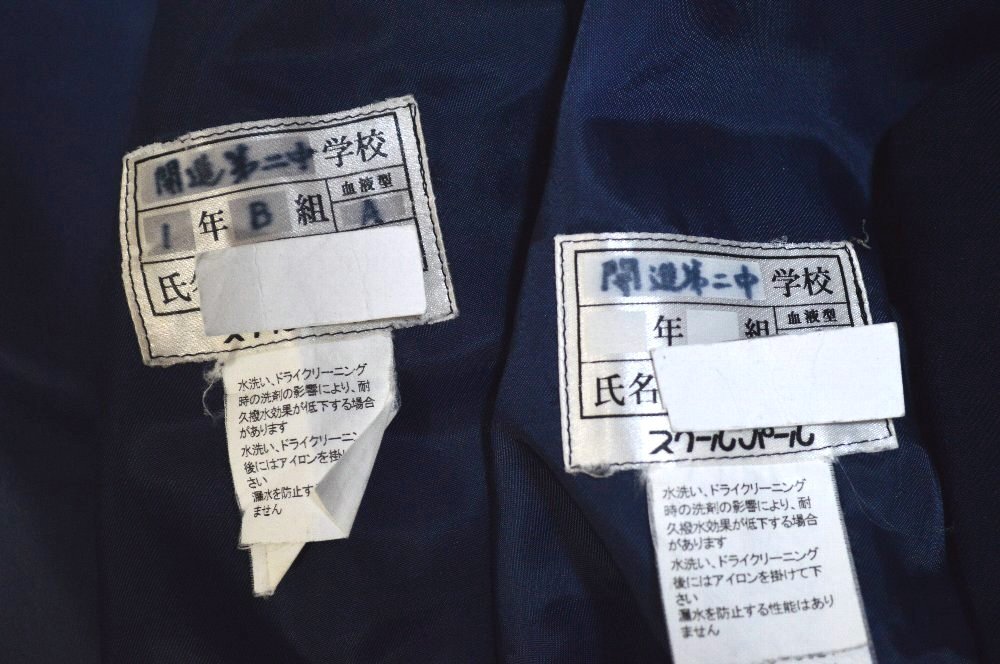 開進第二中 学校
1 年 B 組 血液型 A
氏
水洗い、ドライクリーニング
時の洗剤の影響により、耐
久撥水効果が低下する場合
があります
水洗い、ドライクリーニン
後にはアイロンを掛け
さい
漏水を防止す
ません
開進第二中 学校
年 組 血液型
氏名
スクールパール
水洗い、ドライクリーニング
時の洗剤の影響により、耐
久撥水効果が低下する場合
があります
水洗い、ドライクリーニング
後にはアイロンを掛けて下
さい
漏水を防止する性能はあり
ません